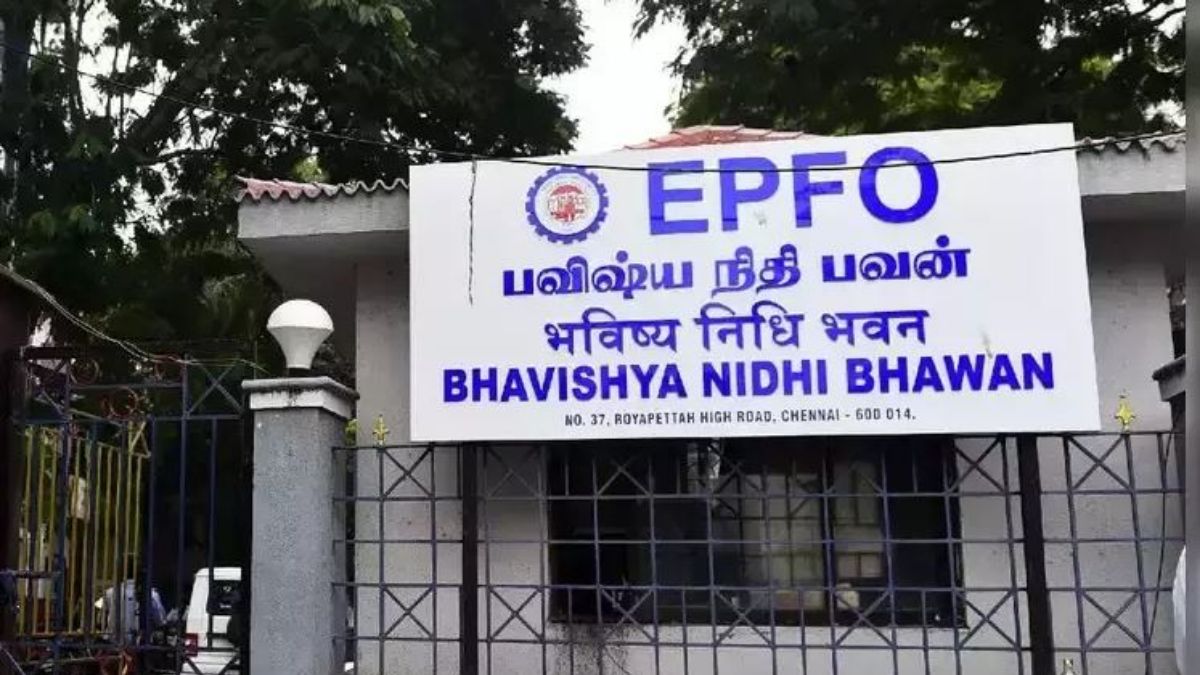 EPFO
பவிஷ்ய நிதி பவன்
भविष्य निधि भवन
BHAVISHYA NIDHI BHAWAN
NO. 37, ROYAPETTAH HIGH ROAD, CHENNAI - 600 014.